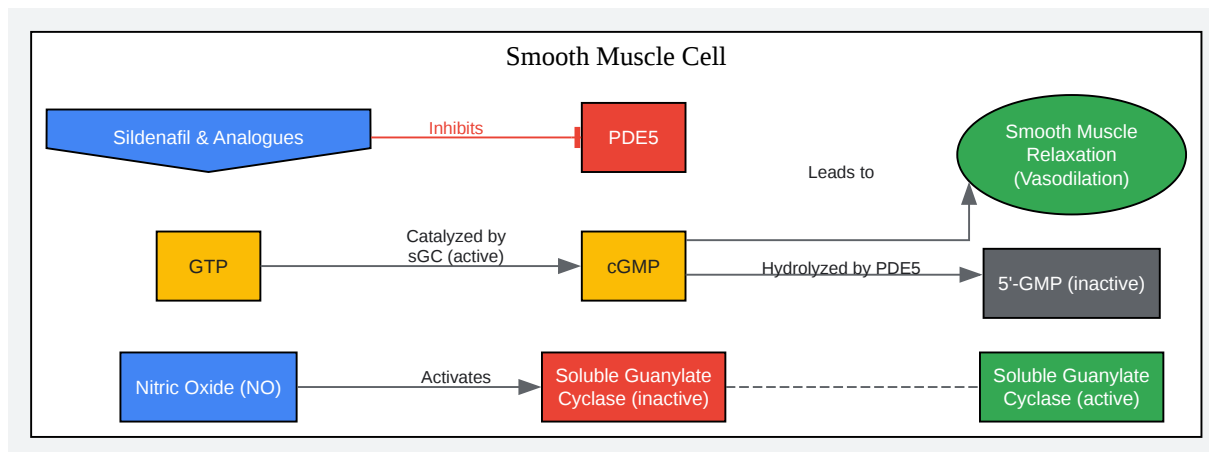 Smooth Muscle Cell
Sildenafil & Analogues
Inhibits
PDE5
Leads to
Smooth Muscle
Relaxation
(Vasodilation)
GTP
Catalyzed by
sGC (active)
cGMP
Hydrolyzed by PDE5
5'-GMP (inactive)
Nitric Oxide (NO)
Activates
Soluble Guanylate
Cyclase (inactive)
Soluble Guanylate
Cyclase (active)